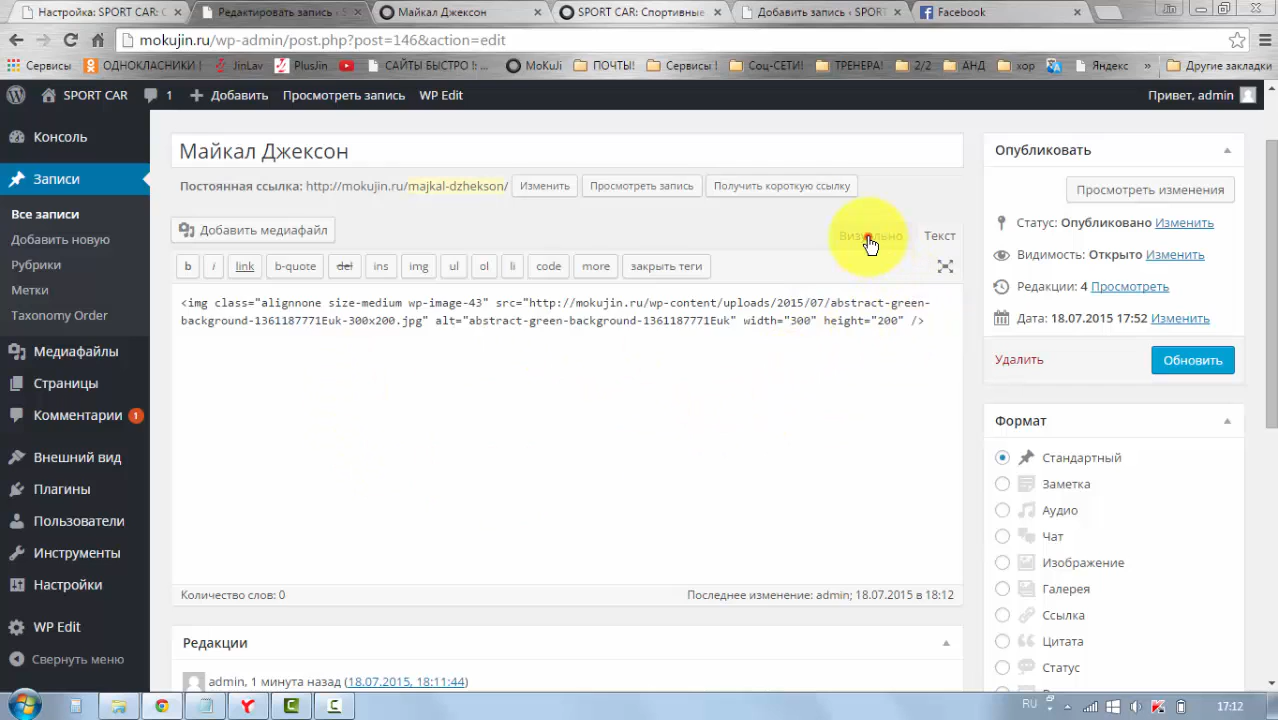 Настройка: SPORT CAR: С
Редактировать запись ‹ S
Майкал Джексон
SPORT CAR: Спортивные
Добавить запись ‹ SPORT
Facebook
mokujin.ru/wp-admin/post.php?post=146&action=edit
Сервисы
ОДНОКЛАСНИКИ !
JinLav
PlusJin
САЙТЫ БЫСТРО !: ...
MoKuJi
ПОЧТЫ!
Сервисы !
Соц-СЕТИ!
ТРЕНЕРА!
2/2
АНД
хор
Яндекс
»
Другие закладки
SPORT CAR
1
Добавить
Просмотреть запись
WP Edit
Привет, admin
Консоль
Записи
Все записи
Добавить новую
Рубрики
Метки
Taxonomy Order
Медиафайлы
Страницы
Комментарии 1
Внешний вид
Плагины
Пользователи
Инструменты
Настройки
WP Edit
Свернуть меню
Майкал Джексон
Постоянная ссылка: http://mokujin.ru/majkal-dzhekson/ Изменить Просмотреть запись Получить короткую ссылку
Добавить медиафайл
Визуально Текст
b i link b-quote del ins img ul ol li code more закрыть теги
<img class="alignnone size-medium wp-image-43" src="http://mokujin.ru/wp-content/uploads/2015/07/abstract-green-
background-1361187771Euk-300x200.jpg" alt="abstract-green-background-1361187771Euk" width="300" height="200" />
Количество слов: 0
Последнее изменение: admin; 18.07.2015 в 18:12
Редакции
admin, 1 минута назад (18.07.2015, 18:11:44)
Опубликовать
Просмотреть изменения
Статус: Опубликовано Изменить
Видимость: Открыто Изменить
Редакции: 4 Просмотреть
Дата: 18.07.2015 17:52 Изменить
Удалить
Обновить
Формат
Стандартный
Заметка
Аудио
Чат
Изображение
Галерея
Ссылка
Цитата
Статус
RU
17:12